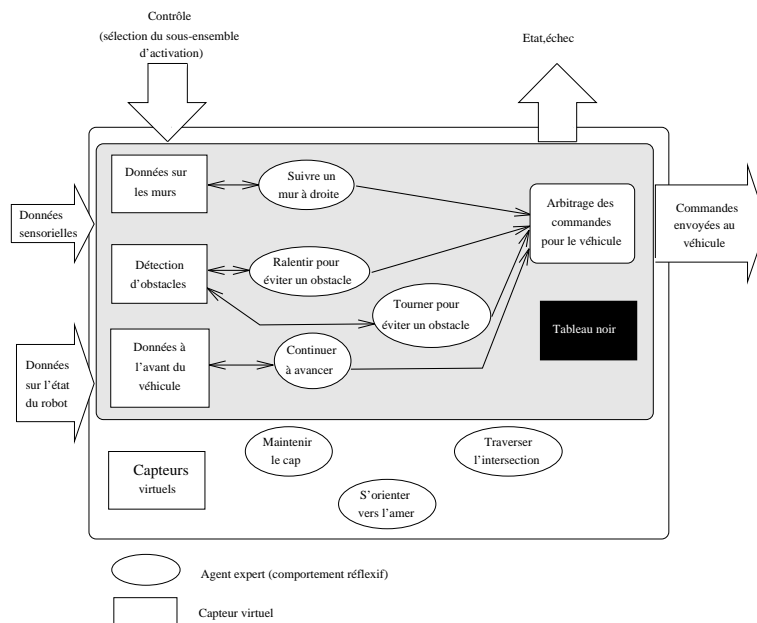 Contrôle
(sélection du sous-ensemble
d'activation)
Etat,échec
Données sur
les murs
Suivre un
mur à droite
Données
sensorielles
Arbitrage des
commandes
pour le véhicule
Commandes
envoyées au
véhicule
Détection
d'obstacles
Ralentir pour
éviter un obstacle
Tourner pour
éviter un obstacle
Tableau noir
Données
sur l'état
du robot
Données à
l'avant du
véhicule
Continuer
à avancer
Maintenir
le cap
Traverser
l'intersection
Capteurs
virtuels
S'orienter
vers l'amer
Agent expert (comportement réflexif)
Capteur virtuel